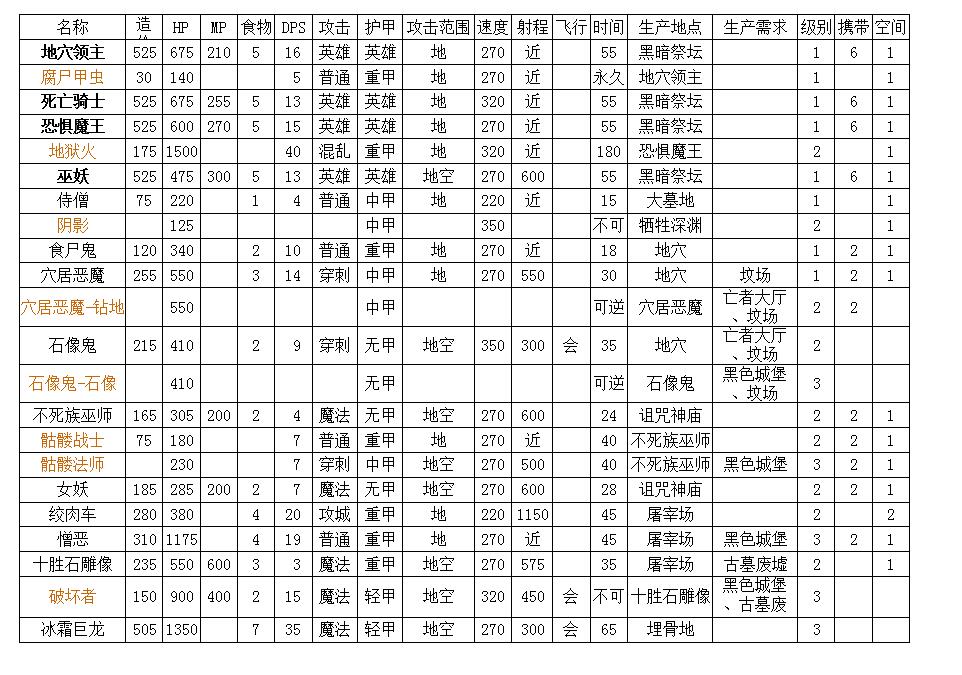 名称 造 HP MP 食物 DPS 攻击 护甲 攻击范围 速度 射程 飞行 时间 生产地点 生产需求 级别 携带 空间
地穴领主 525 675 210 5 16 英雄 英雄 地 270 近 55 黑暗祭坛 1 6 1
腐尸甲虫 30 140 5 普通 重甲 地 270 近 永久 地穴领主 1 1
死亡骑士 525 675 255 5 13 英雄 英雄 地 320 近 55 黑暗祭坛 1 6 1
恐惧魔王 525 600 270 5 15 英雄 英雄 地 270 近 55 黑暗祭坛 1 6 1
地狱火 175 1500 40 混乱 重甲 地 320 近 180 恐惧魔王 2 1
巫妖 525 475 300 5 13 英雄 英雄 地空 270 600 55 黑暗祭坛 1 6 1
侍僧 75 220 1 4 普通 中甲 地 220 近 15 大墓地 1 1
阴影 125 中甲 350 不可 牺牲深渊 2 1
食尸鬼 120 340 2 10 普通 重甲 地 270 近 18 地穴 1 2 1
穴居恶魔 255 550 3 14 穿刺 中甲 地 270 550 30 地穴 坟场 1 2 1
穴居恶魔-钻地 550 中甲 可逆 穴居恶魔 亡者大厅
、坟场 2 2
石像鬼 215 410 2 9 穿刺 无甲 地空 350 300 会 35 地穴 亡者大厅
、坟场 2
石像鬼-石像 410 无甲 可逆 石像鬼 黑色城堡
、坟场 3
不死族巫师 165 305 200 2 4 魔法 无甲 地空 270 600 24 诅咒神庙 2 2 1
骷髅战士 75 180 7 普通 重甲 地 270 近 40 不死族巫师 2 2 1
骷髅法师 230 7 穿刺 中甲 地空 270 500 40 不死族巫师 黑色城堡 3 2 1
女妖 185 285 200 2 7 魔法 无甲 地空 270 600 28 诅咒神庙 2 2 1
绞肉车 280 380 4 20 攻城 重甲 地 220 1150 45 屠宰场 2 2
憎恶 310 1175 4 19 普通 重甲 地 270 近 45 屠宰场 黑色城堡 3 2 1
十胜石雕像 235 550 600 3 3 魔法 重甲 地空 270 575 35 屠宰场 古墓废墟 2 1
破坏者 150 900 400 2 15 魔法 轻甲 地空 320 450 会 不可 十胜石雕像 黑色城堡
、古墓废 3
冰霜巨龙 505 1350 7 35 魔法 轻甲 地空 270 300 会 65 埋骨地 3